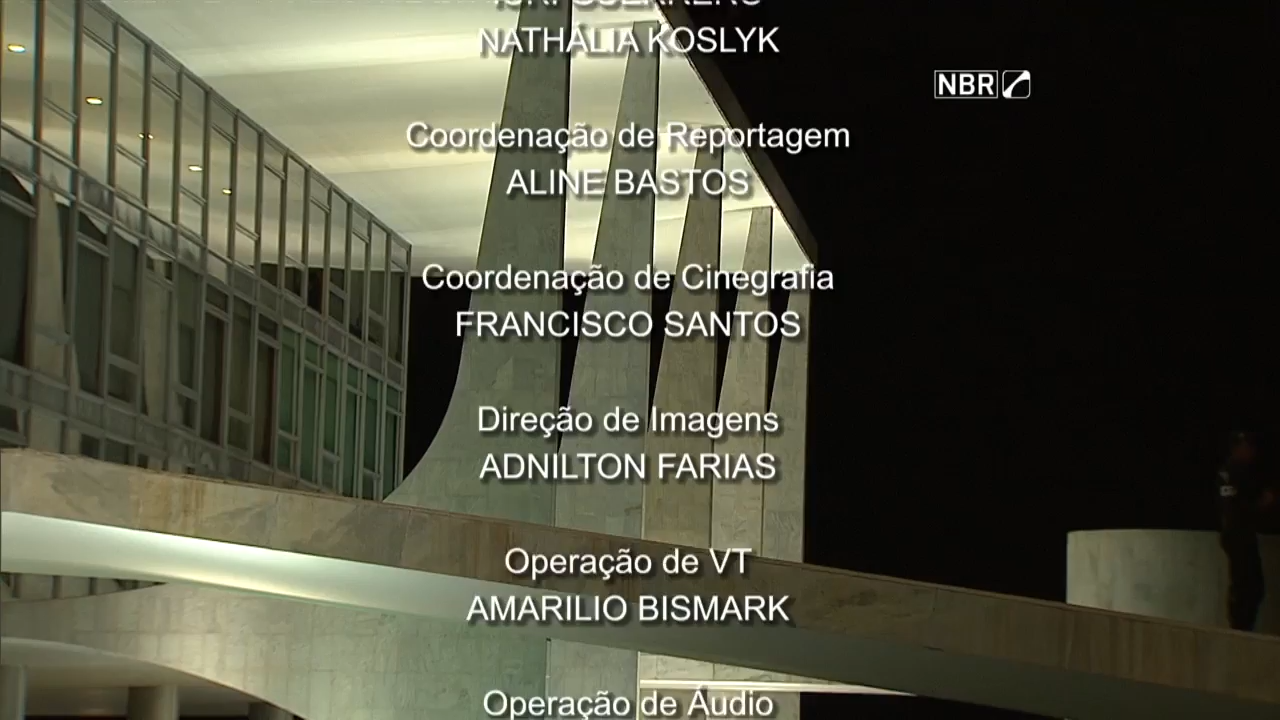 NATHÁLIA KOSLYK
NBR
Coordenação de Reportagem
ALINE BASTOS
Coordenação de Cinegrafia
FRANCISCO SANTOS
Direção de Imagens
ADNILTON FARIAS
Operação de VT
AMARILIO BISMARK
Operação de Áudio